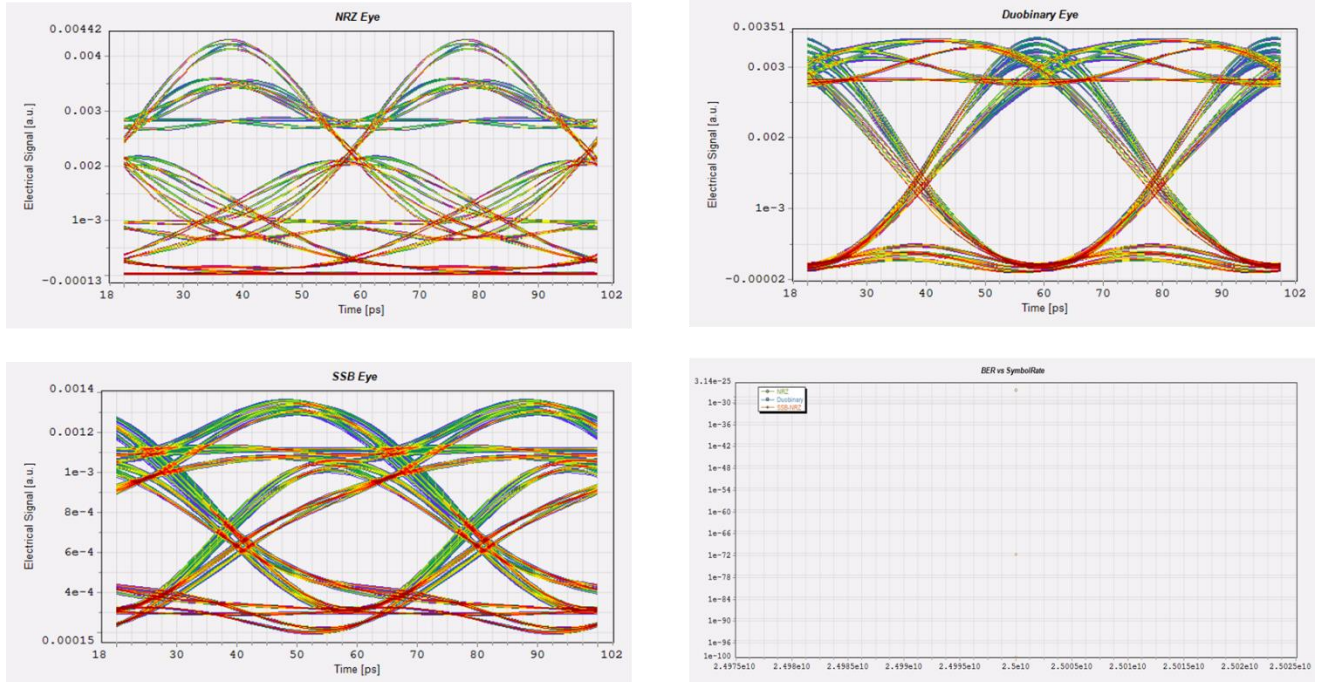 NRZ Eye
0.00442
0.004
0.003
0.002
1e-3
-0.00013
Electrical Signal [a.u.]
18 30 40 50 60 70 80 90 102
Time [ps]
Duobinary Eye
0.00351
0.003
0.002
1e-3
-0.00002
Electrical Signal [a.u.]
18 30 40 50 60 70 80 90 102
Time [ps]
SSB Eye
0.0014
0.0012
1e-3
8e-4
6e-4
4e-4
0.00015
Electrical Signal [a.u.]
18 30 40 50 60 70 80 90 102
Time [ps]
BER vs SymbolRate
3.14e-25
1e-30
1e-36
1e-42
1e-48
1e-54
1e-60
1e-66
1e-72
1e-78
1e-84
1e-90
1e-96
1e-100
NRZ
Duobinary
SSB-NRZ
2.4975e10 2.498e10 2.4985e10 2.499e10 2.4995e10 2.5e10 2.5005e10 2.501e10 2.5015e10 2.502e10 2.5025e10